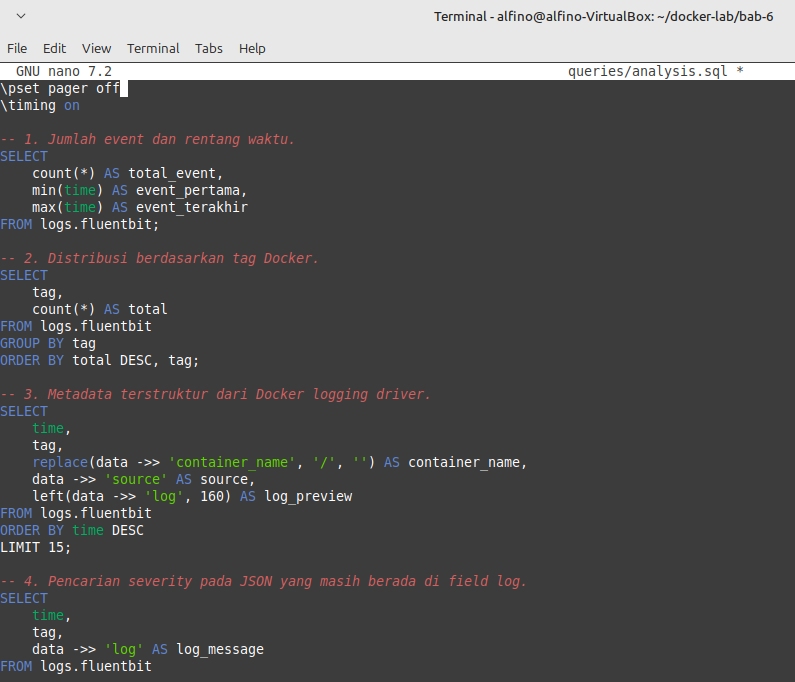 Terminal - alfino@alfino-VirtualBox: ~/docker-lab/bab-6
File Edit View Terminal Tabs Help
GNU nano 7.2 queries/analysis.sql *
\pset pager off
\timing on

-- 1. Jumlah event dan rentang waktu.
SELECT
    count(*) AS total_event,
    min(time) AS event_pertama,
    max(time) AS event_terakhir
FROM logs.fluentbit;

-- 2. Distribusi berdasarkan tag Docker.
SELECT
    tag,
    count(*) AS total
FROM logs.fluentbit
GROUP BY tag
ORDER BY total DESC, tag;

-- 3. Metadata terstruktur dari Docker logging driver.
SELECT
    time,
    tag,
    replace(data ->> 'container_name', '/', '') AS container_name,
    data ->> 'source' AS source,
    left(data ->> 'log', 160) AS log_preview
FROM logs.fluentbit
ORDER BY time DESC
LIMIT 15;

-- 4. Pencarian severity pada JSON yang masih berada di field log.
SELECT
    time,
    tag,
    data ->> 'log' AS log_message
FROM logs.fluentbit